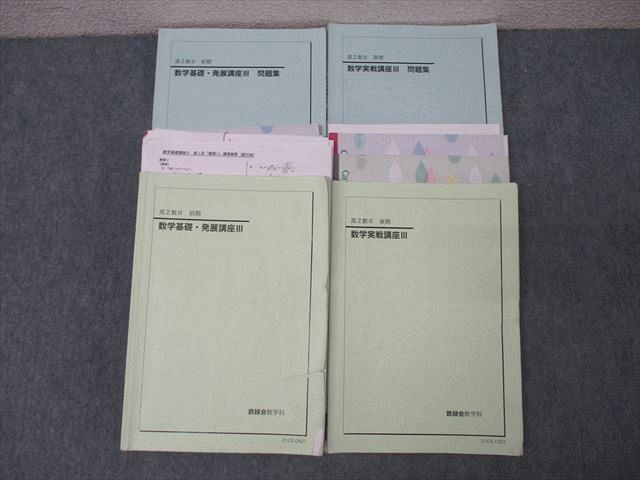 高2数Ⅲ 前期
数学基礎・発展講座Ⅲ 問題集
高2数Ⅲ 後期
数学実戦講座Ⅲ 問題集
高2数Ⅲ 前期
数学基礎・発展講座Ⅲ
鉄緑会数学科
21CS-0421
高2数Ⅲ 後期
数学実戦講座Ⅲ
鉄緑会数学科